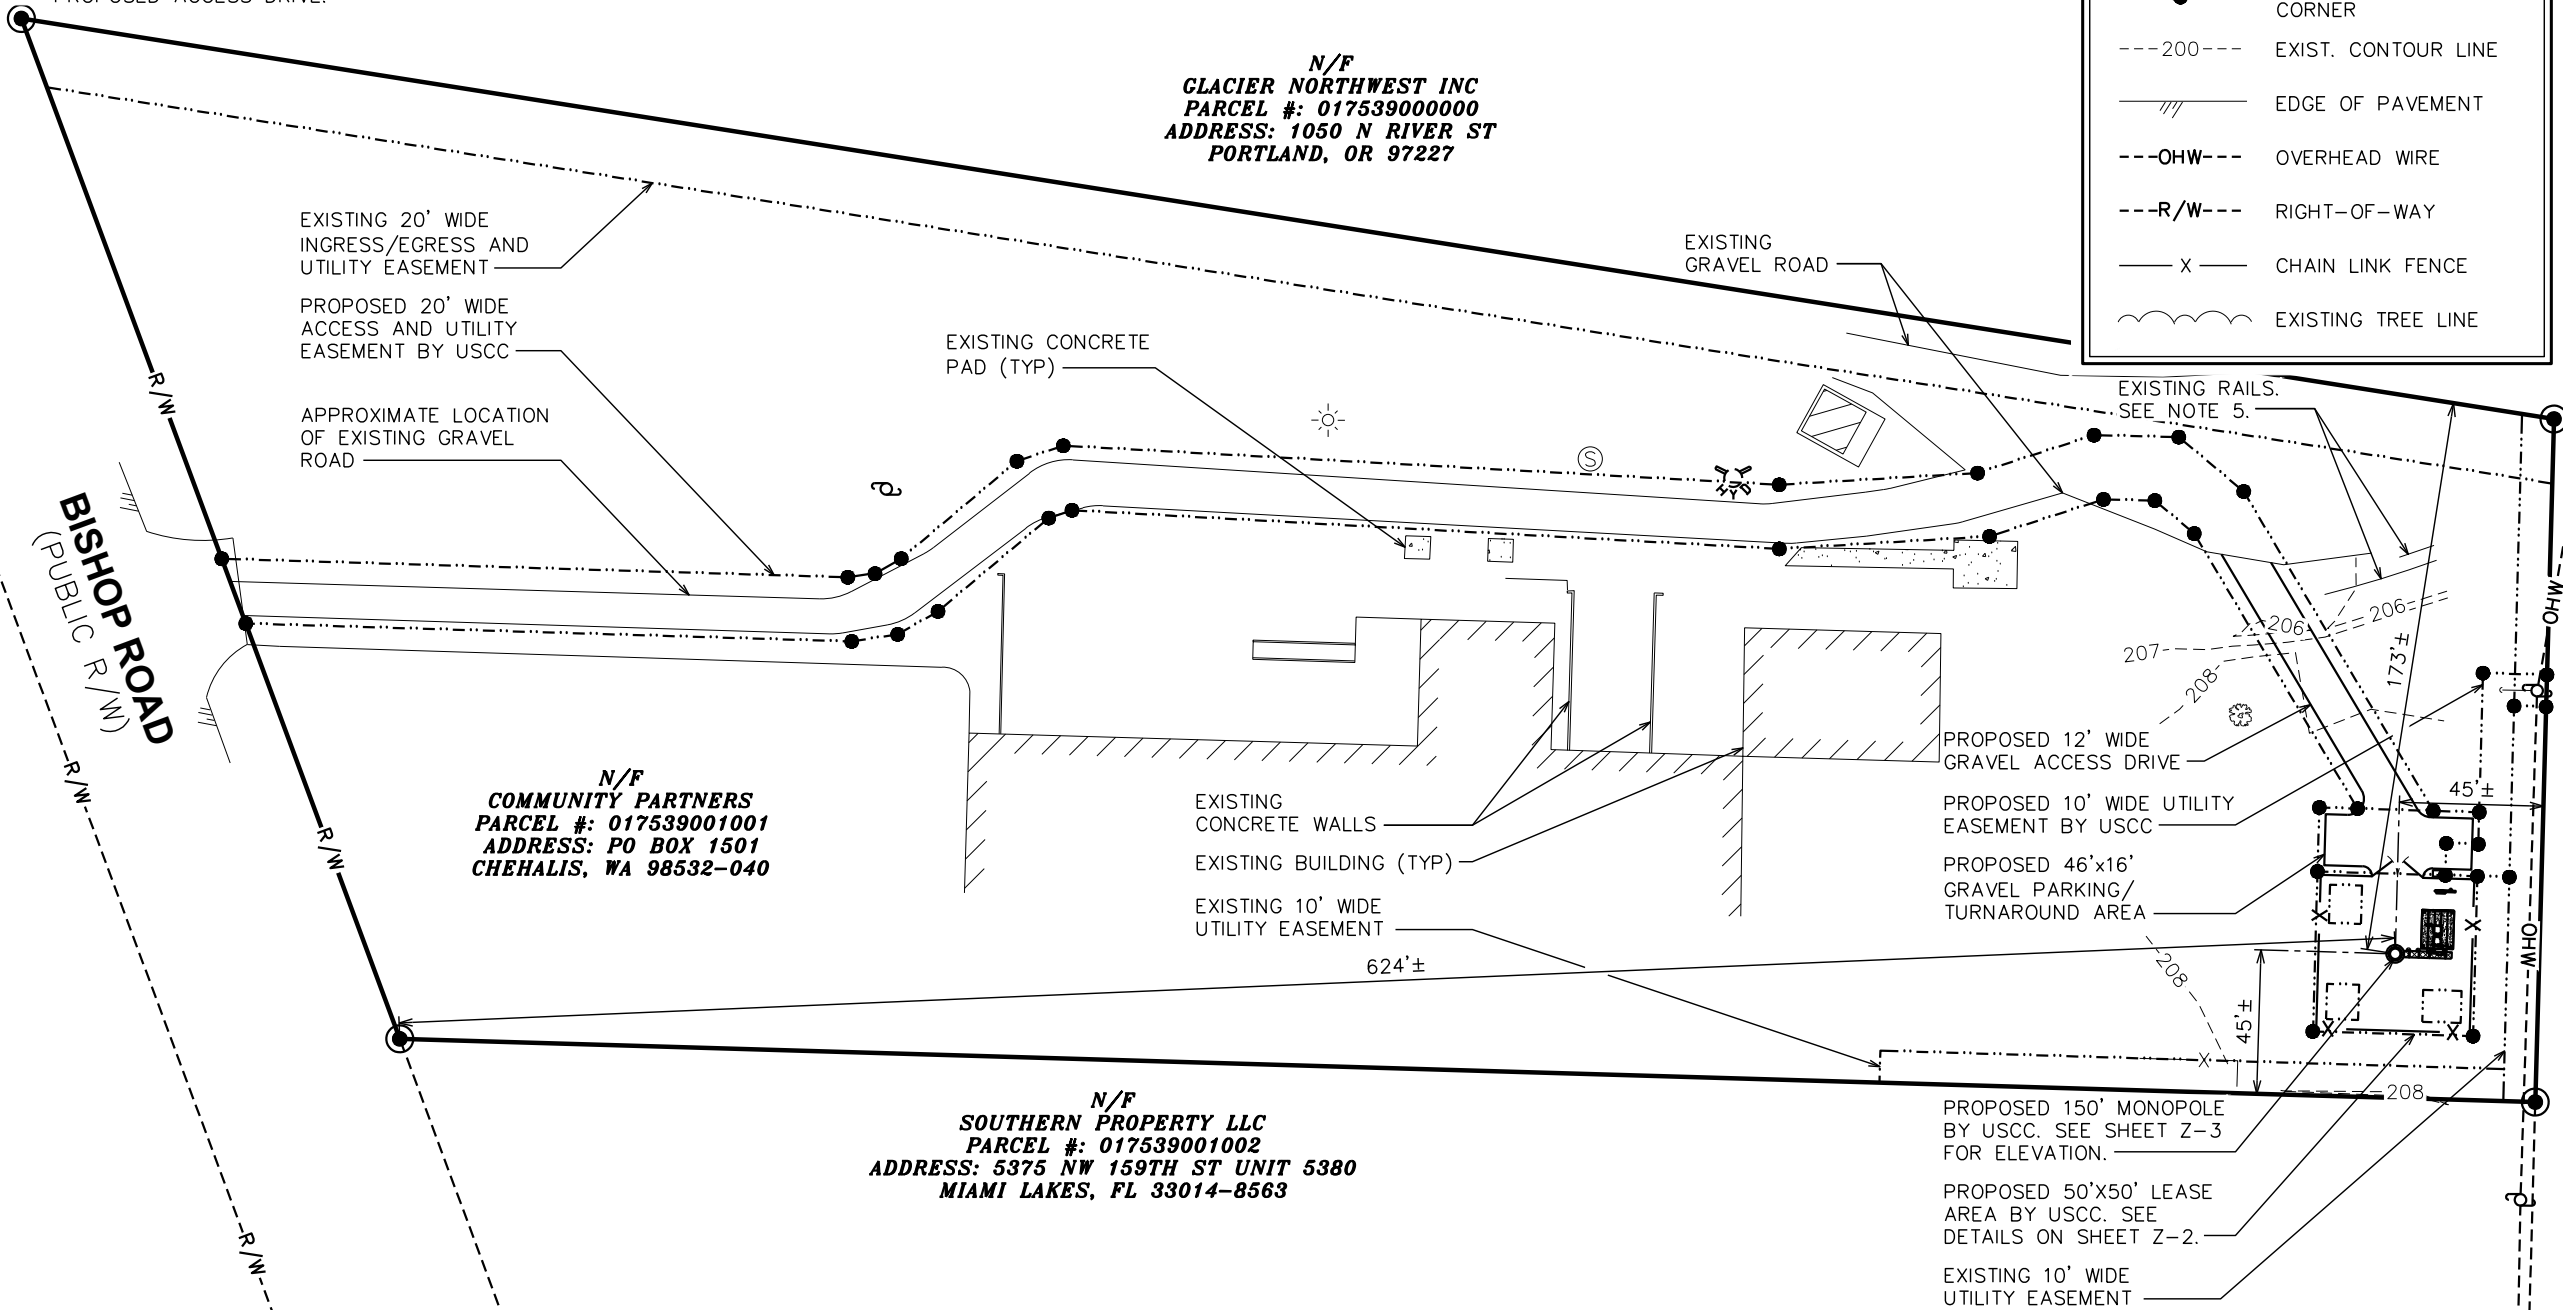 PROPOSED ACCESS DRIVE.
CORNER
---200--- EXIST. CONTOUR LINE
EDGE OF PAVEMENT
---OHW--- OVERHEAD WIRE
---R/W--- RIGHT-OF-WAY
X CHAIN LINK FENCE
EXISTING TREE LINE
N/F
GLACIER NORTHWEST INC
PARCEL #: 017539000000
ADDRESS: 1050 N RIVER ST
PORTLAND, OR 97227
EXISTING 20' WIDE
INGRESS/EGRESS AND
UTILITY EASEMENT
PROPOSED 20' WIDE
ACCESS AND UTILITY
EASEMENT BY USCC
APPROXIMATE LOCATION
OF EXISTING GRAVEL
ROAD
EXISTING CONCRETE
PAD (TYP)
EXISTING
GRAVEL ROAD
EXISTING RAILS.
SEE NOTE 5.
R/W
R/W
R/W
R/W
BISHOP ROAD
(PUBLIC R/W)
S
HYD
206
206
207
208
173'±
OHW
45'±
PROPOSED 12' WIDE
GRAVEL ACCESS DRIVE
PROPOSED 10' WIDE UTILITY
EASEMENT BY USCC
PROPOSED 46'x16'
GRAVEL PARKING/
TURNAROUND AREA
N/F
COMMUNITY PARTNERS
PARCEL #: 017539001001
ADDRESS: PO BOX 1501
CHEHALIS, WA 98532-040
EXISTING
CONCRETE WALLS
EXISTING BUILDING (TYP)
EXISTING 10' WIDE
UTILITY EASEMENT
624'±
208
45'±
X
X
X
X
X
OHW
208
N/F
SOUTHERN PROPERTY LLC
PARCEL #: 017539001002
ADDRESS: 5375 NW 159TH ST UNIT 5380
MIAMI LAKES, FL 33014-8563
PROPOSED 150' MONOPOLE
BY USCC. SEE SHEET Z-3
FOR ELEVATION.
PROPOSED 50'X50' LEASE
AREA BY USCC. SEE
DETAILS ON SHEET Z-2.
EXISTING 10' WIDE
UTILITY EASEMENT